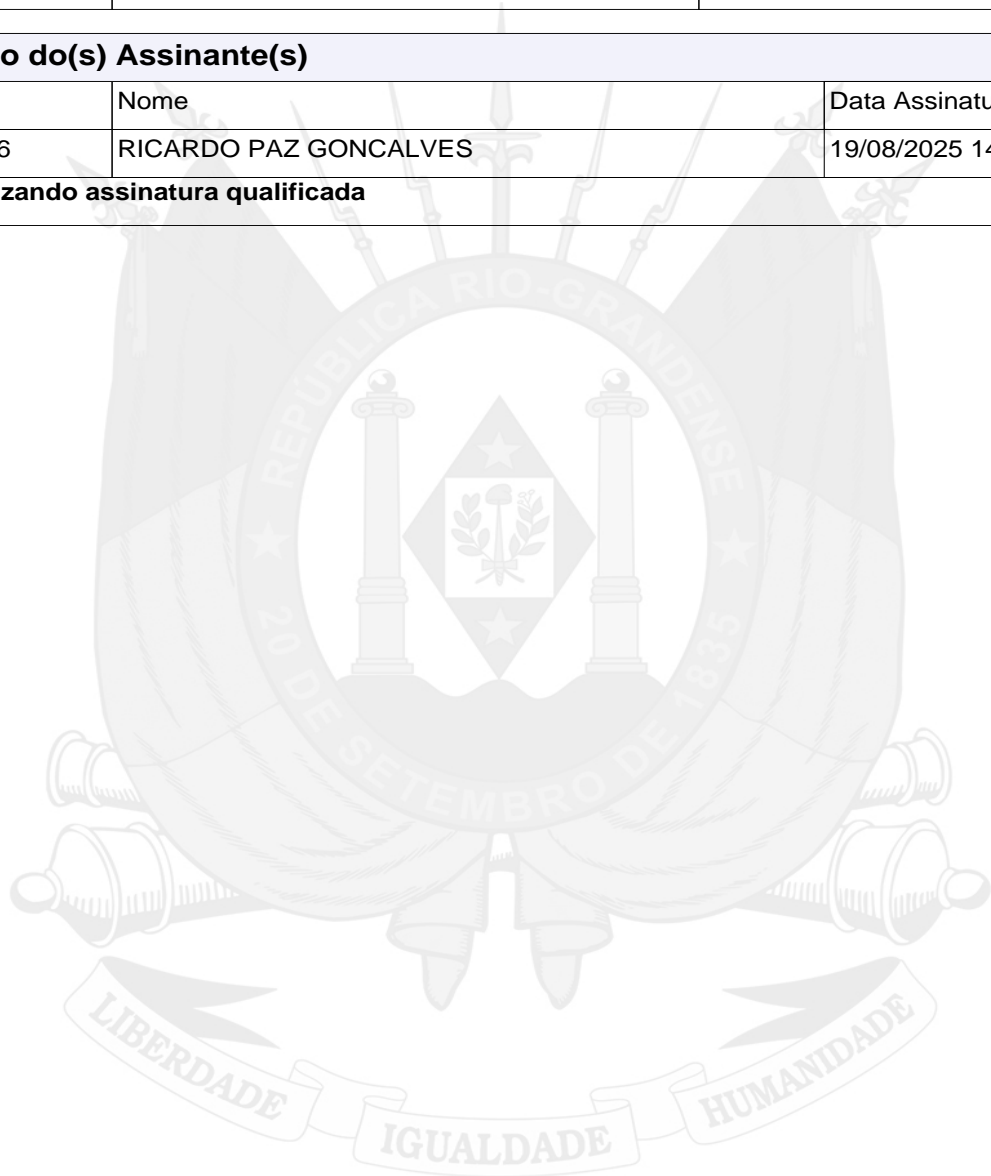 o do(s) Assinante(s)
Nome
Data Assinatu
6
RICARDO PAZ GONCALVES
19/08/2025 14
zando assinatura qualificada
REPÚBLICA RIO-GRANDENSE
20 DE SETEMBRO DE 1835
LIBERDADE
IGUALDADE
HUMANIDADE